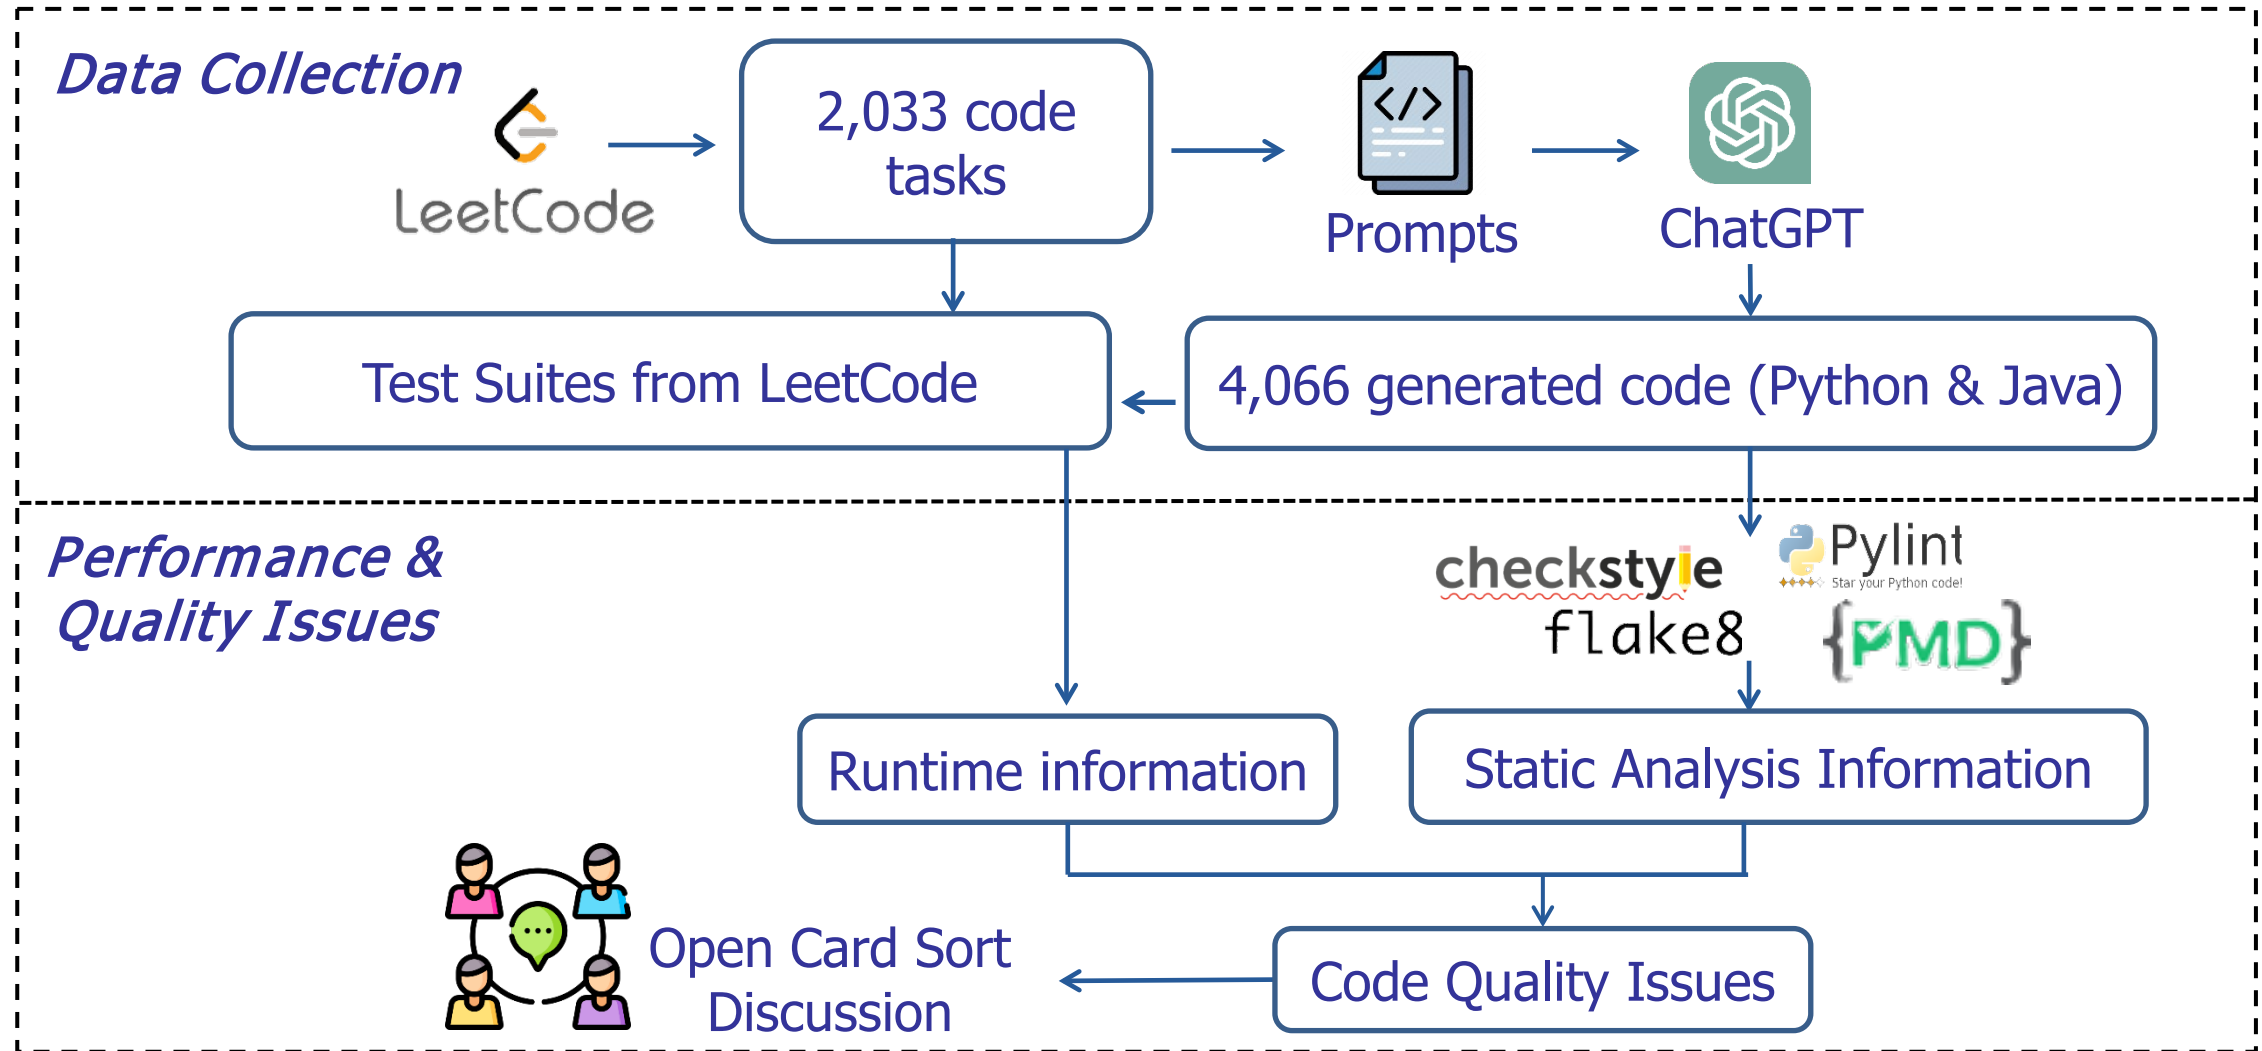 Data Collection
LeetCode
2,033 code
tasks
</>
Prompts
ChatGPT
Test Suites from LeetCode
4,066 generated code (Python & Java)
Performance &
Quality Issues
checkstyle
Pylint
Star your Python code!
flake8
{PMD}
Runtime information
Static Analysis Information
Open Card Sort
Discussion
Code Quality Issues